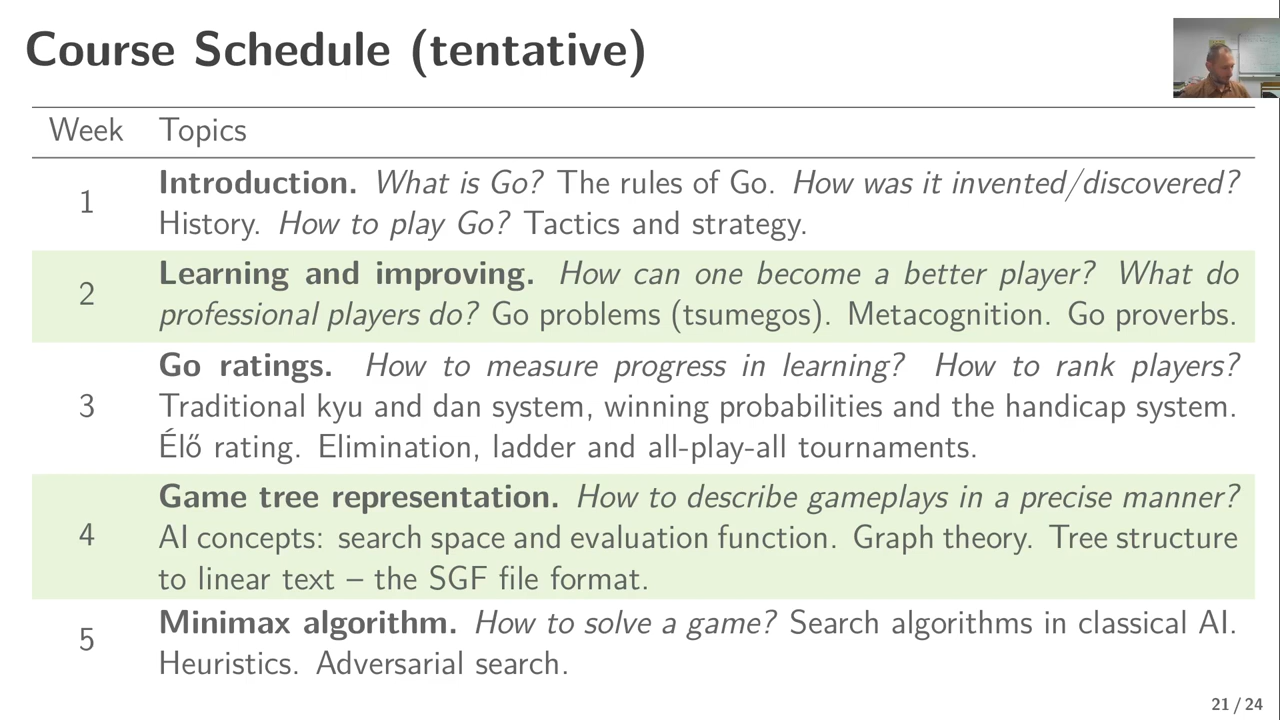 Course Schedule (tentative)
Week Topics
1
Introduction. What is Go? The rules of Go. How was it invented/discovered?
History. How to play Go? Tactics and strategy.
2
Learning and improving. How can one become a better player? What do
professional players do? Go problems (tsumegos). Metacognition. Go proverbs.
3
Go ratings. How to measure progress in learning? How to rank players?
Traditional kyu and dan system, winning probabilities and the handicap system.
Élő rating. Elimination, ladder and all-play-all tournaments.
4
Game tree representation. How to describe gameplays in a precise manner?
AI concepts: search space and evaluation function. Graph theory. Tree structure
to linear text – the SGF file format.
5
Minimax algorithm. How to solve a game? Search algorithms in classical AI.
Heuristics. Adversarial search.
21 / 24